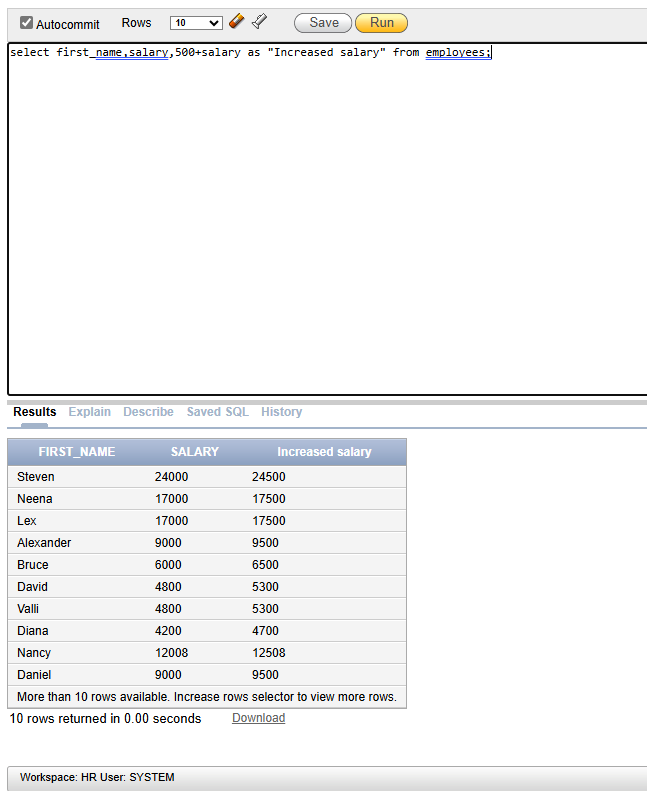 Autocommit Rows 10 Save Run
select first_name,salary,500+salary as "Increased salary" from employees;
Results Explain Describe Saved SQL History
FIRST_NAME SALARY Increased salary
Steven 24000 24500
Neena 17000 17500
Lex 17000 17500
Alexander 9000 9500
Bruce 6000 6500
David 4800 5300
Valli 4800 5300
Diana 4200 4700
Nancy 12008 12508
Daniel 9000 9500
More than 10 rows available. Increase rows selector to view more rows.
10 rows returned in 0.00 seconds Download
Workspace: HR User: SYSTEM